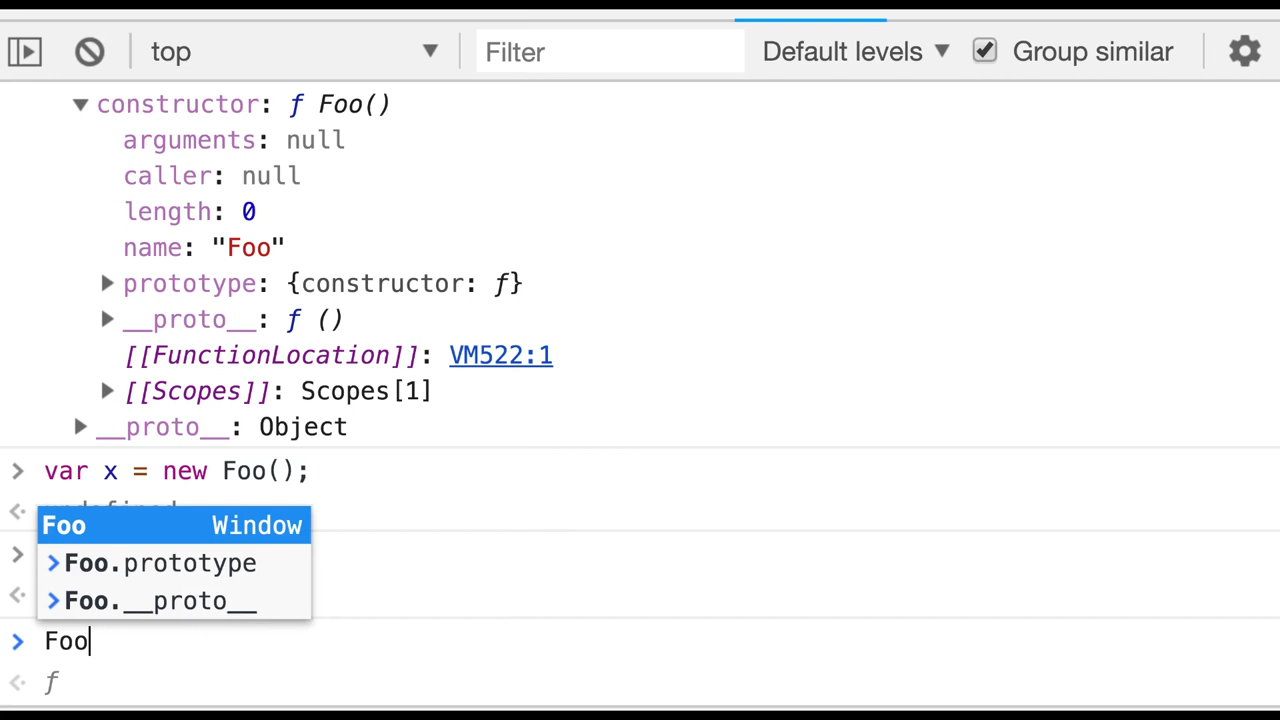 top Filter Default levels Group similar
constructor: ƒ Foo()
arguments: null
caller: null
length: 0
name: "Foo"
prototype: {constructor: ƒ}
__proto__: ƒ ()
[[FunctionLocation]]: VM522:1
[[Scopes]]: Scopes[1]
__proto__: Object
> var x = new Foo();
Foo Window
>Foo.prototype
>Foo.__proto__
> Foo
ƒ